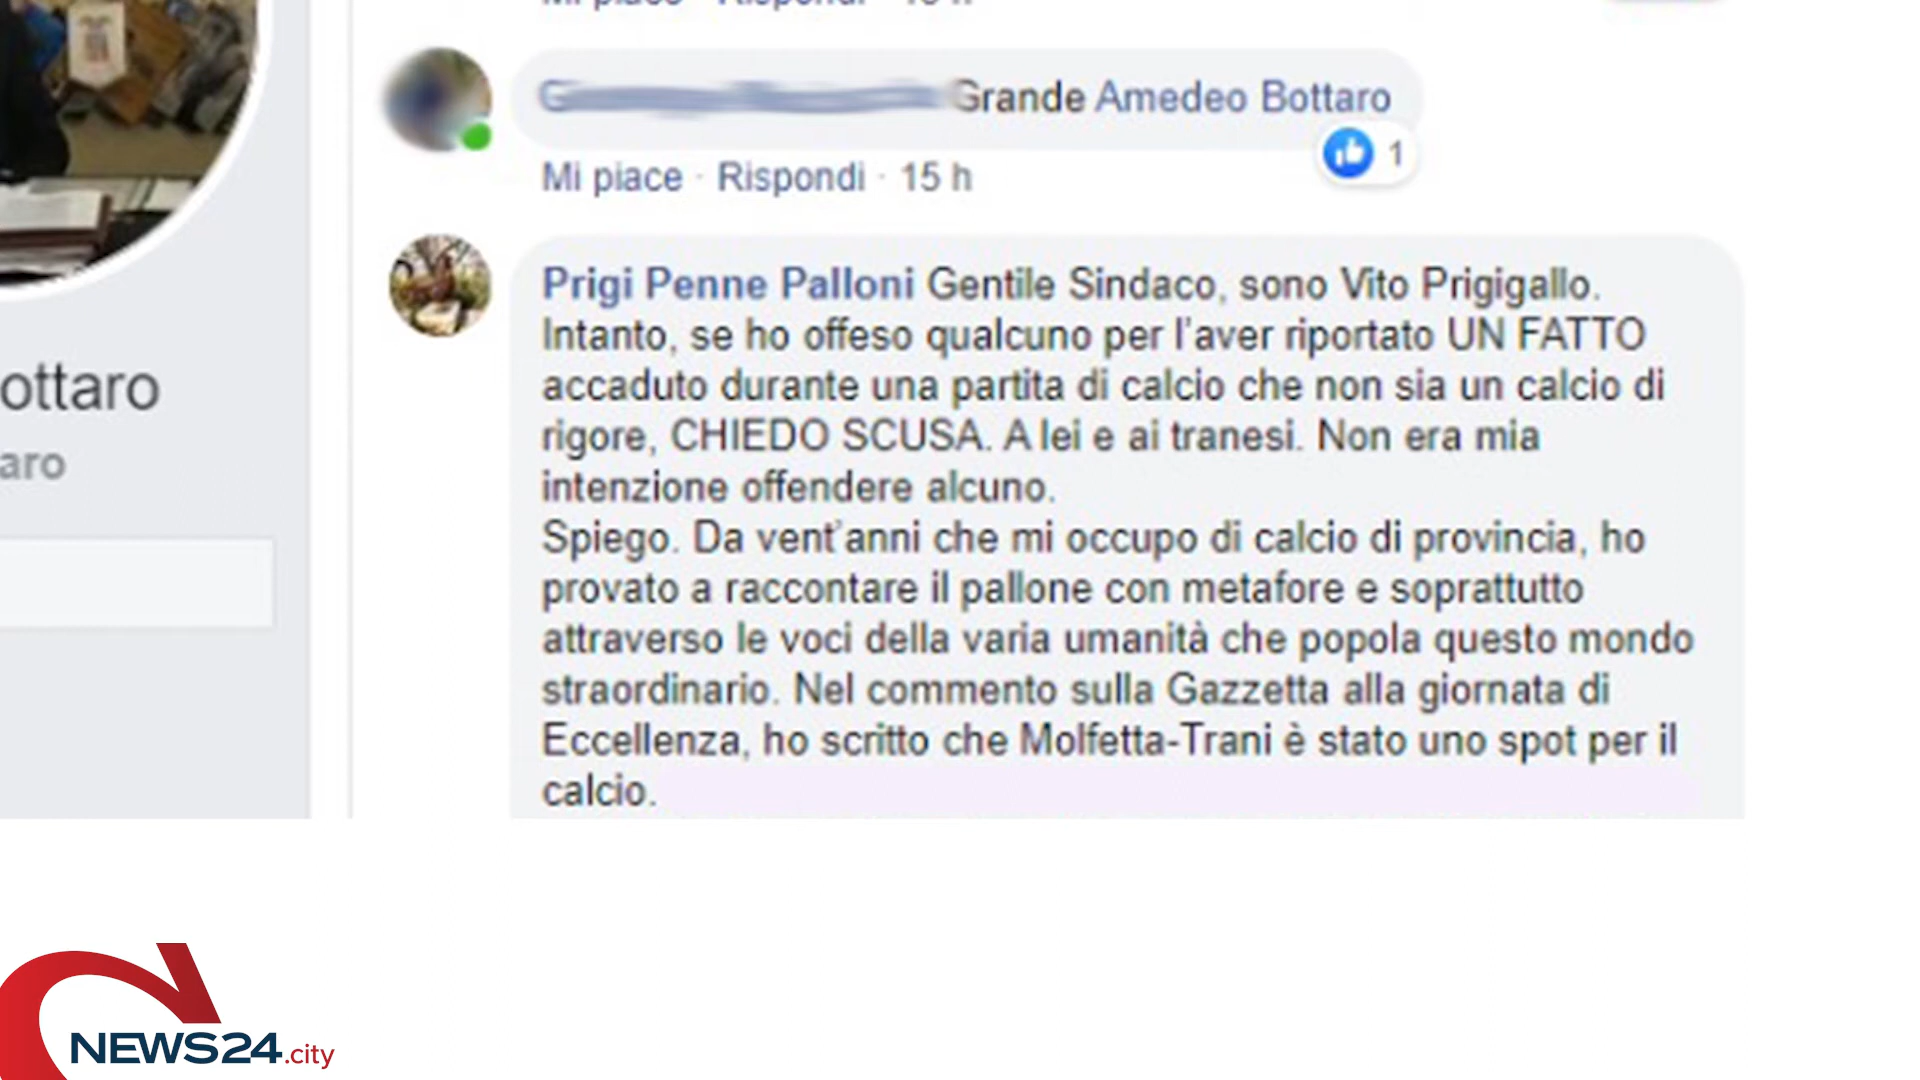 Mi piace · Rispondi · 15 h
Grande Amedeo Bottaro
1
Mi piace · Rispondi · 15 h
Prigi Penne Palloni Gentile Sindaco, sono Vito Prigigallo.
Intanto, se ho offeso qualcuno per l'aver riportato UN FATTO
accaduto durante una partita di calcio che non sia un calcio di
rigore, CHIEDO SCUSA. A lei e ai tranesi. Non era mia
intenzione offendere alcuno.
Spiego. Da vent'anni che mi occupo di calcio di provincia, ho
provato a raccontare il pallone con metafore e soprattutto
attraverso le voci della varia umanità che popola questo mondo
straordinario. Nel commento sulla Gazzetta alla giornata di
Eccellenza, ho scritto che Molfetta-Trani è stato uno spot per il
calcio.
ottaro
aro
NEWS24.city